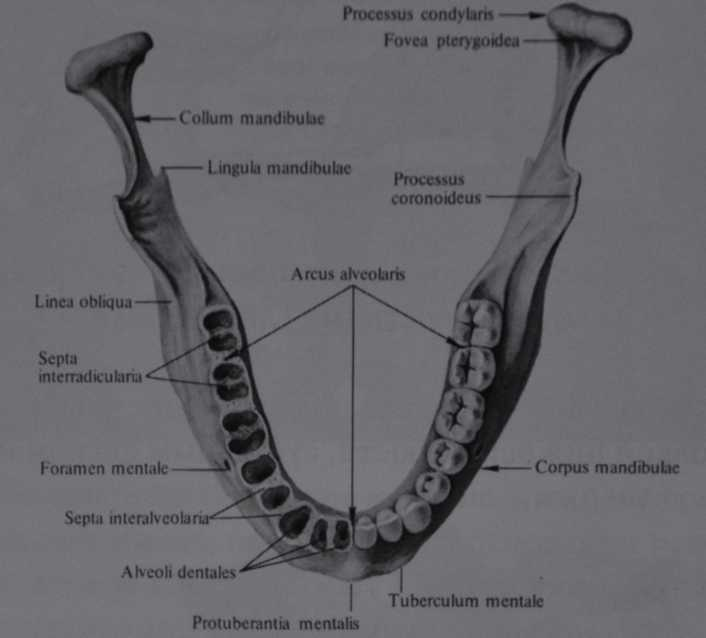 Processus condylaris
Fovea pterygoidea
Collum mandibulae
Lingula mandibulae
Processus
coronoideus
Arcus alveolaris
Linea obliqua
Septa
interradicularia
Foramen mentale
Corpus mandibulae
Septa interalveolaria
Alveoli dentales
Tuberculum mentale
Protuberantia mentalis